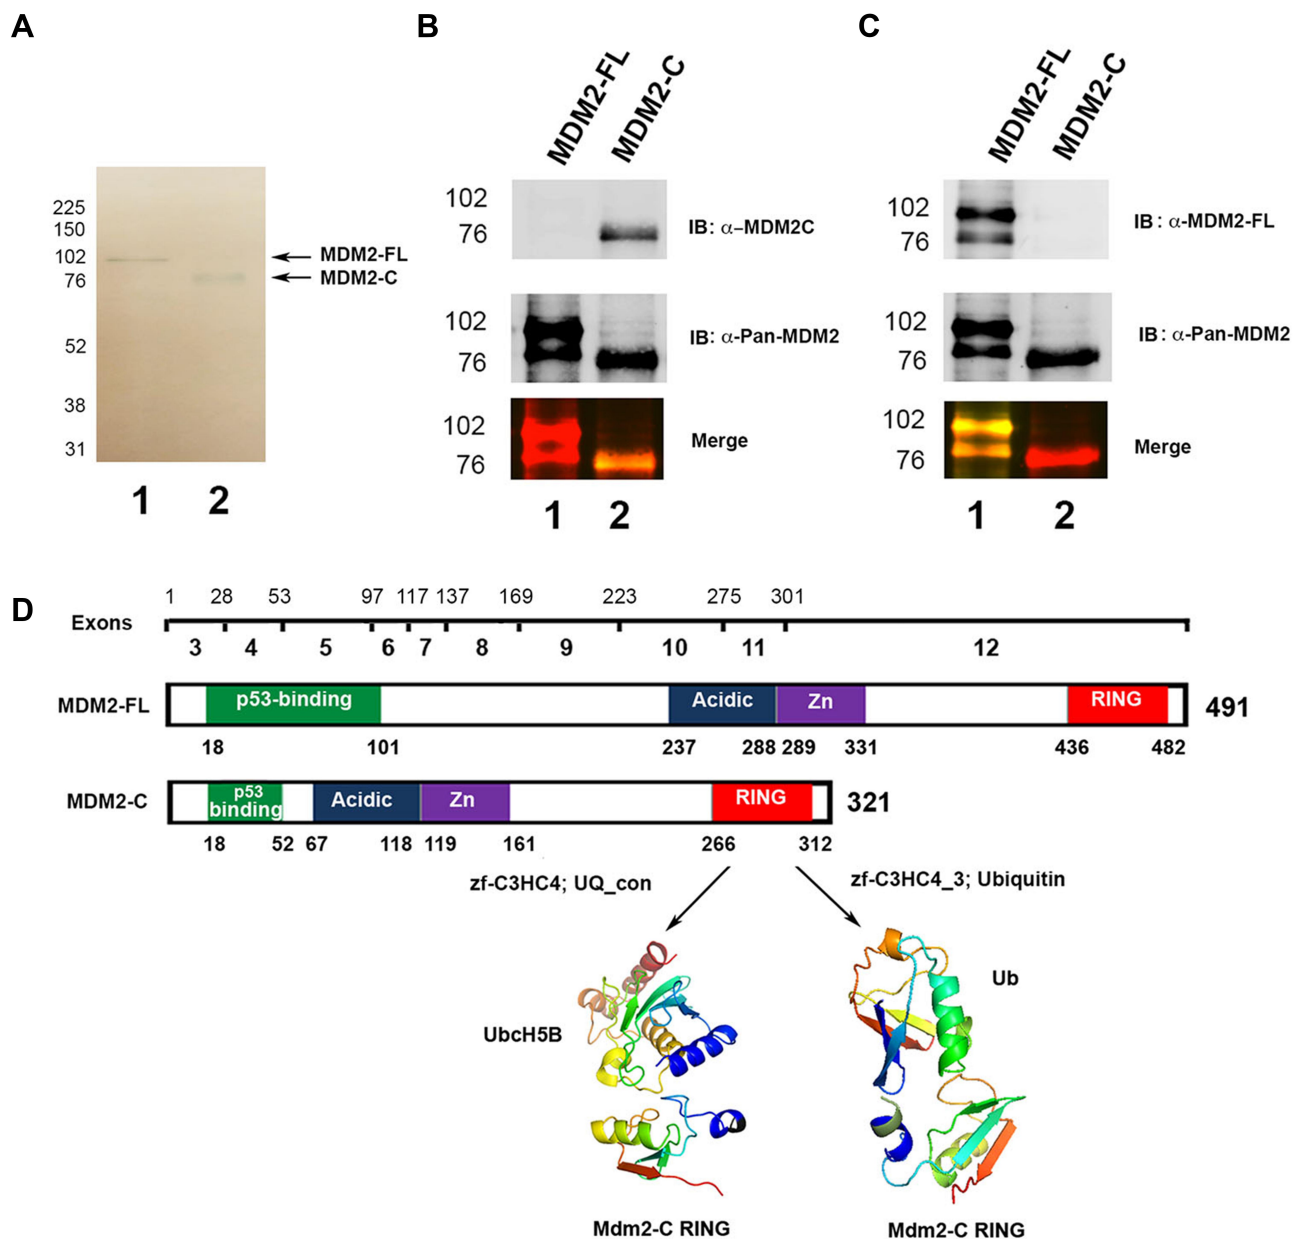 A
225
150
102
76
52
38
31
MDM2-FL
MDM2-C
1 2
B
MDM2-FL
MDM2-C
102
76
IB: α–MDM2C
102
76
IB: α-Pan-MDM2
102
76
Merge
1 2
C
MDM2-FL
MDM2-C
102
76
IB: α-MDM2-FL
102
76
IB: α-Pan-MDM2
102
76
Merge
1 2
D
1 28 53 97 117 137 169 223 275 301
Exons
3 4 5 6 7 8 9 10 11 12
MDM2-FL p53-binding Acidic Zn RING 491
18 101 237 288 289 331 436 482
MDM2-C p53 binding Acidic Zn RING 321
18 52 67 118 119 161 266 312
zf-C3HC4; UQ_con
zf-C3HC4_3; Ubiquitin
UbcH5B
Ub
Mdm2-C RING
Mdm2-C RING